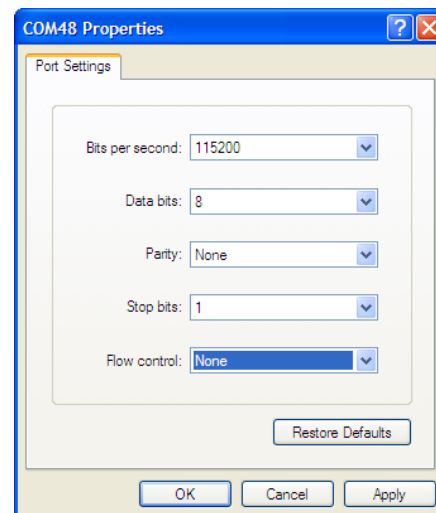 COM48 Properties
Port Settings
Bits per second: 115200
Data bits: 8
Parity: None
Stop bits: 1
Flow control: None
Restore Defaults
OK Cancel Apply